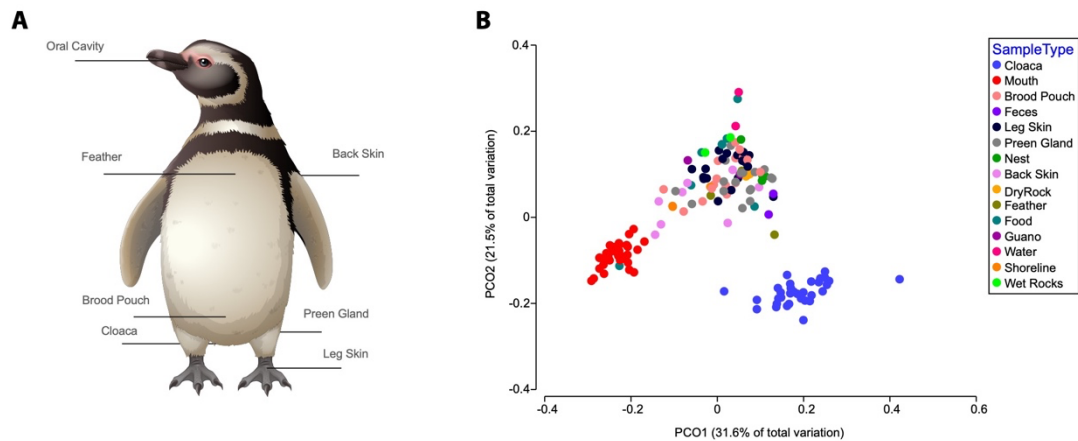 A
Oral Cavity
Feather
Back Skin
Brood Pouch
Preen Gland
Cloaca
Leg Skin
B
PCO2 (21.5% of total variation)
0.4
0.2
0
-0.2
-0.4
-0.4
-0.2
0
0.2
0.4
0.6
PCO1 (31.6% of total variation)
SampleType
Cloaca
Mouth
Brood Pouch
Feces
Leg Skin
Preen Gland
Nest
Back Skin
DryRock
Feather
Food
Guano
Water
Shoreline
Wet Rocks